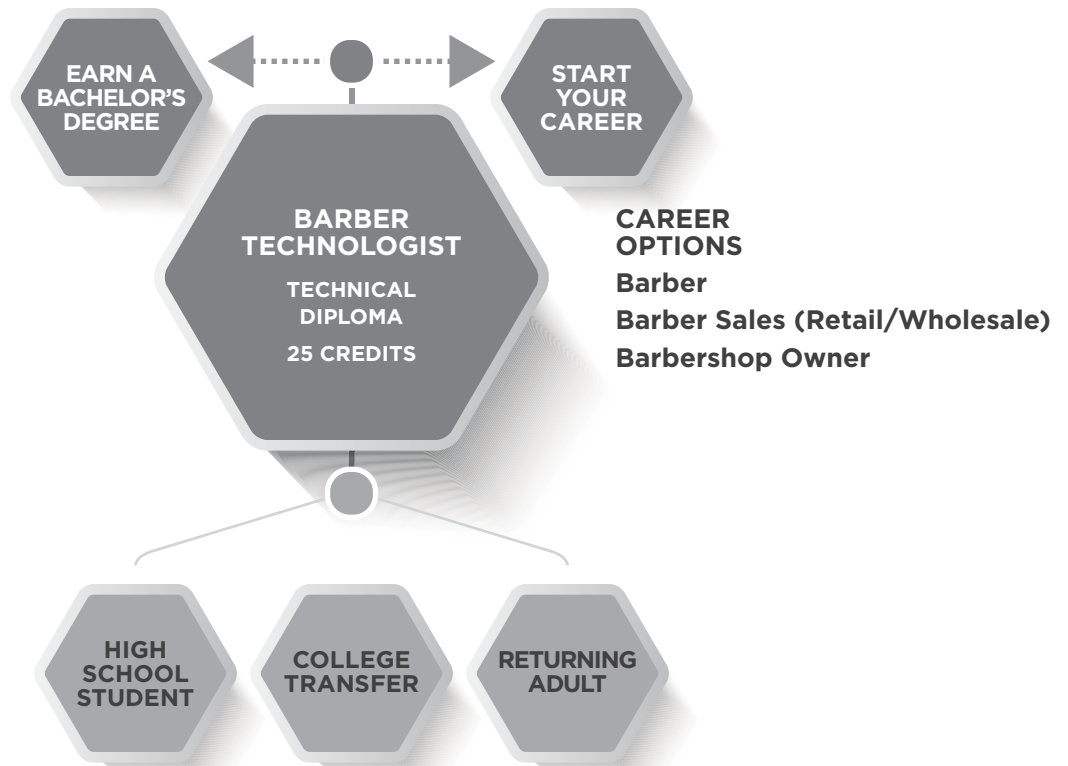 EARN A
BACHELOR'S
DEGREE
START
YOUR
CAREER
BARBER
TECHNOLOGIST
TECHNICAL
DIPLOMA
25 CREDITS
CAREER
OPTIONS
Barber
Barber Sales (Retail/Wholesale)
Barbershop Owner
HIGH
SCHOOL
STUDENT
COLLEGE
TRANSFER
RETURNING
ADULT